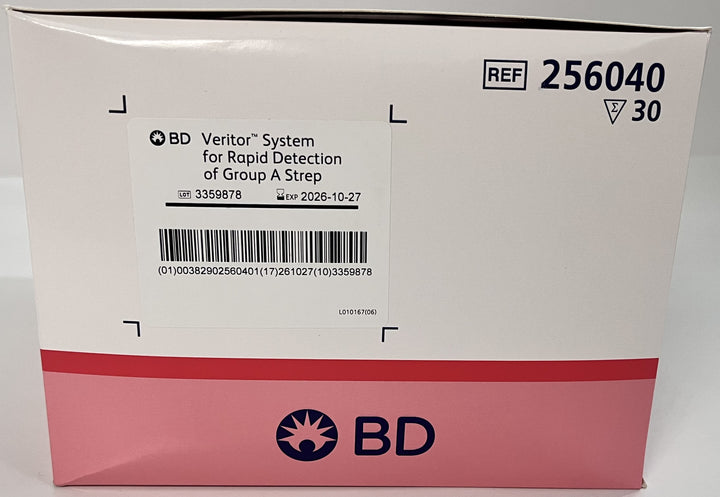 REF 256040
Σ 30
BD Veritor™ System
for Rapid Detection
of Group A Strep
LOT 3359878 EXP 2026-10-27
(01)00382902560401(17)261027(10)3359878
L010167(06)
BD